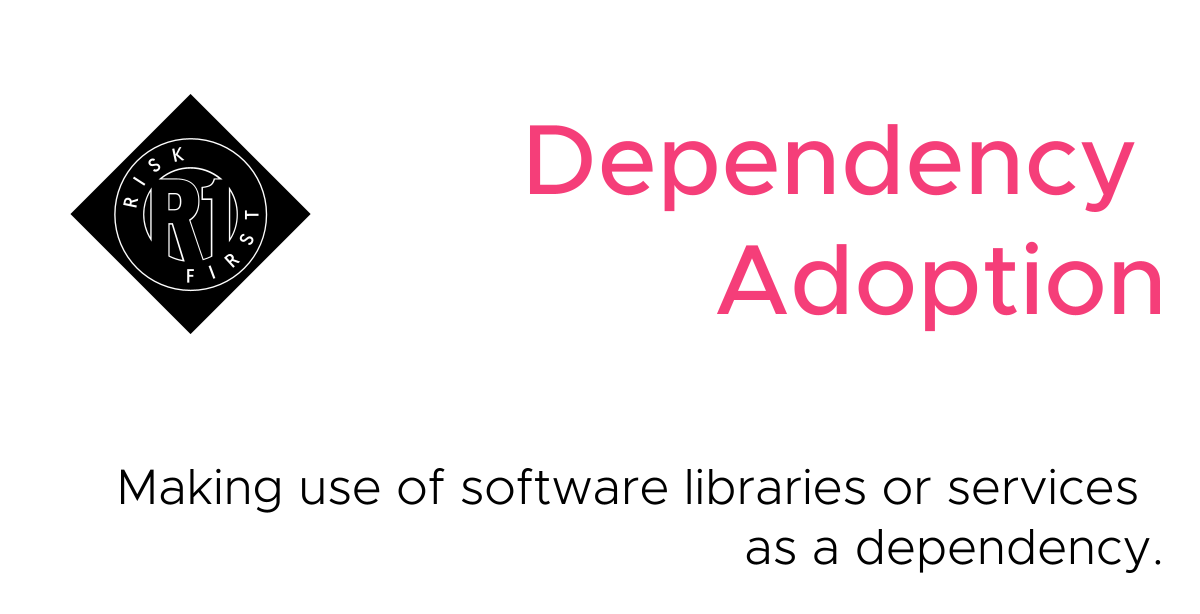 RISK
R1
FIRST
Dependency
Adoption
Making use of software libraries or services
as a dependency.